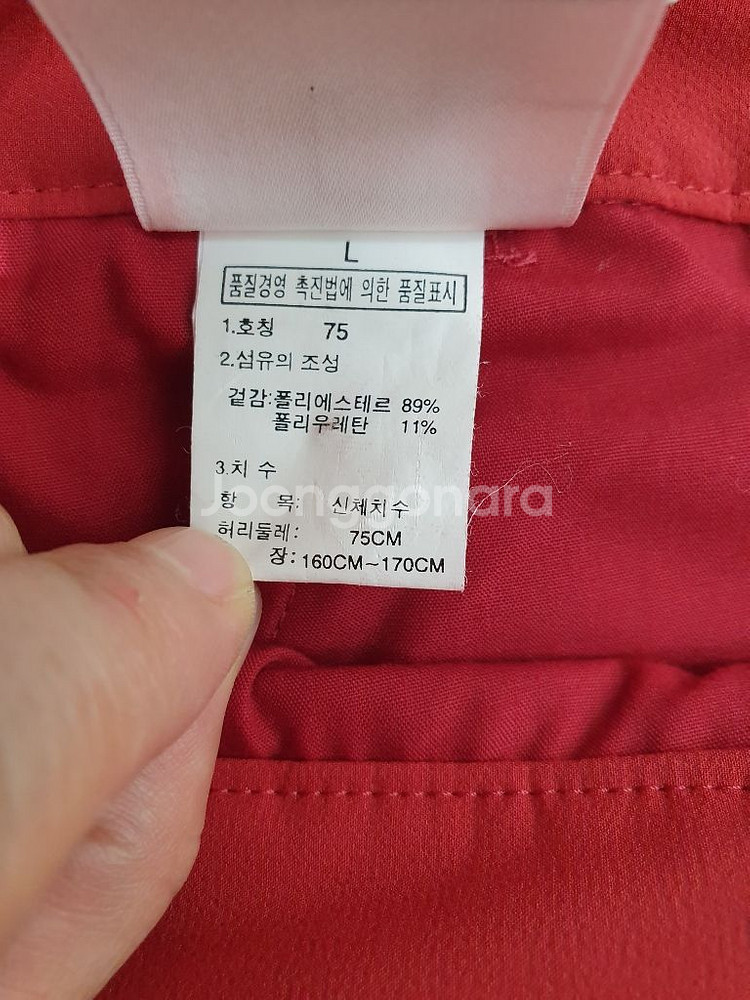 L
품질경영 촉진법에 의한 품질표시
1.호칭 75
2.섬유의 조성
겉감:폴리에스테르 89%
폴리우레탄 11%
3.치 수
항 목: 신체치수
Joonggonara
허리둘레: 75CM
장: 160CM~170CM